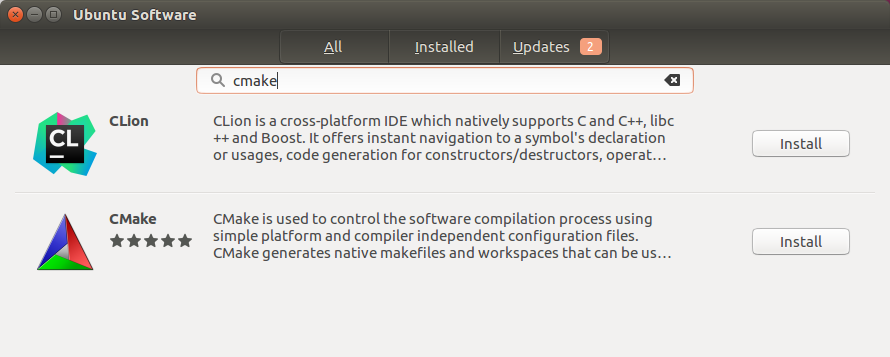 Ubuntu Software
All Installed Updates 2
cmake
CL
CLion
CLion is a cross-platform IDE which natively supports C and C++, libc
++ and Boost. It offers instant navigation to a symbol's declaration
or usages, code generation for constructors/destructors, operat...
Install
CMake
CMake is used to control the software compilation process using
simple platform and compiler independent configuration files.
CMake generates native makefiles and workspaces that can be us...
Install